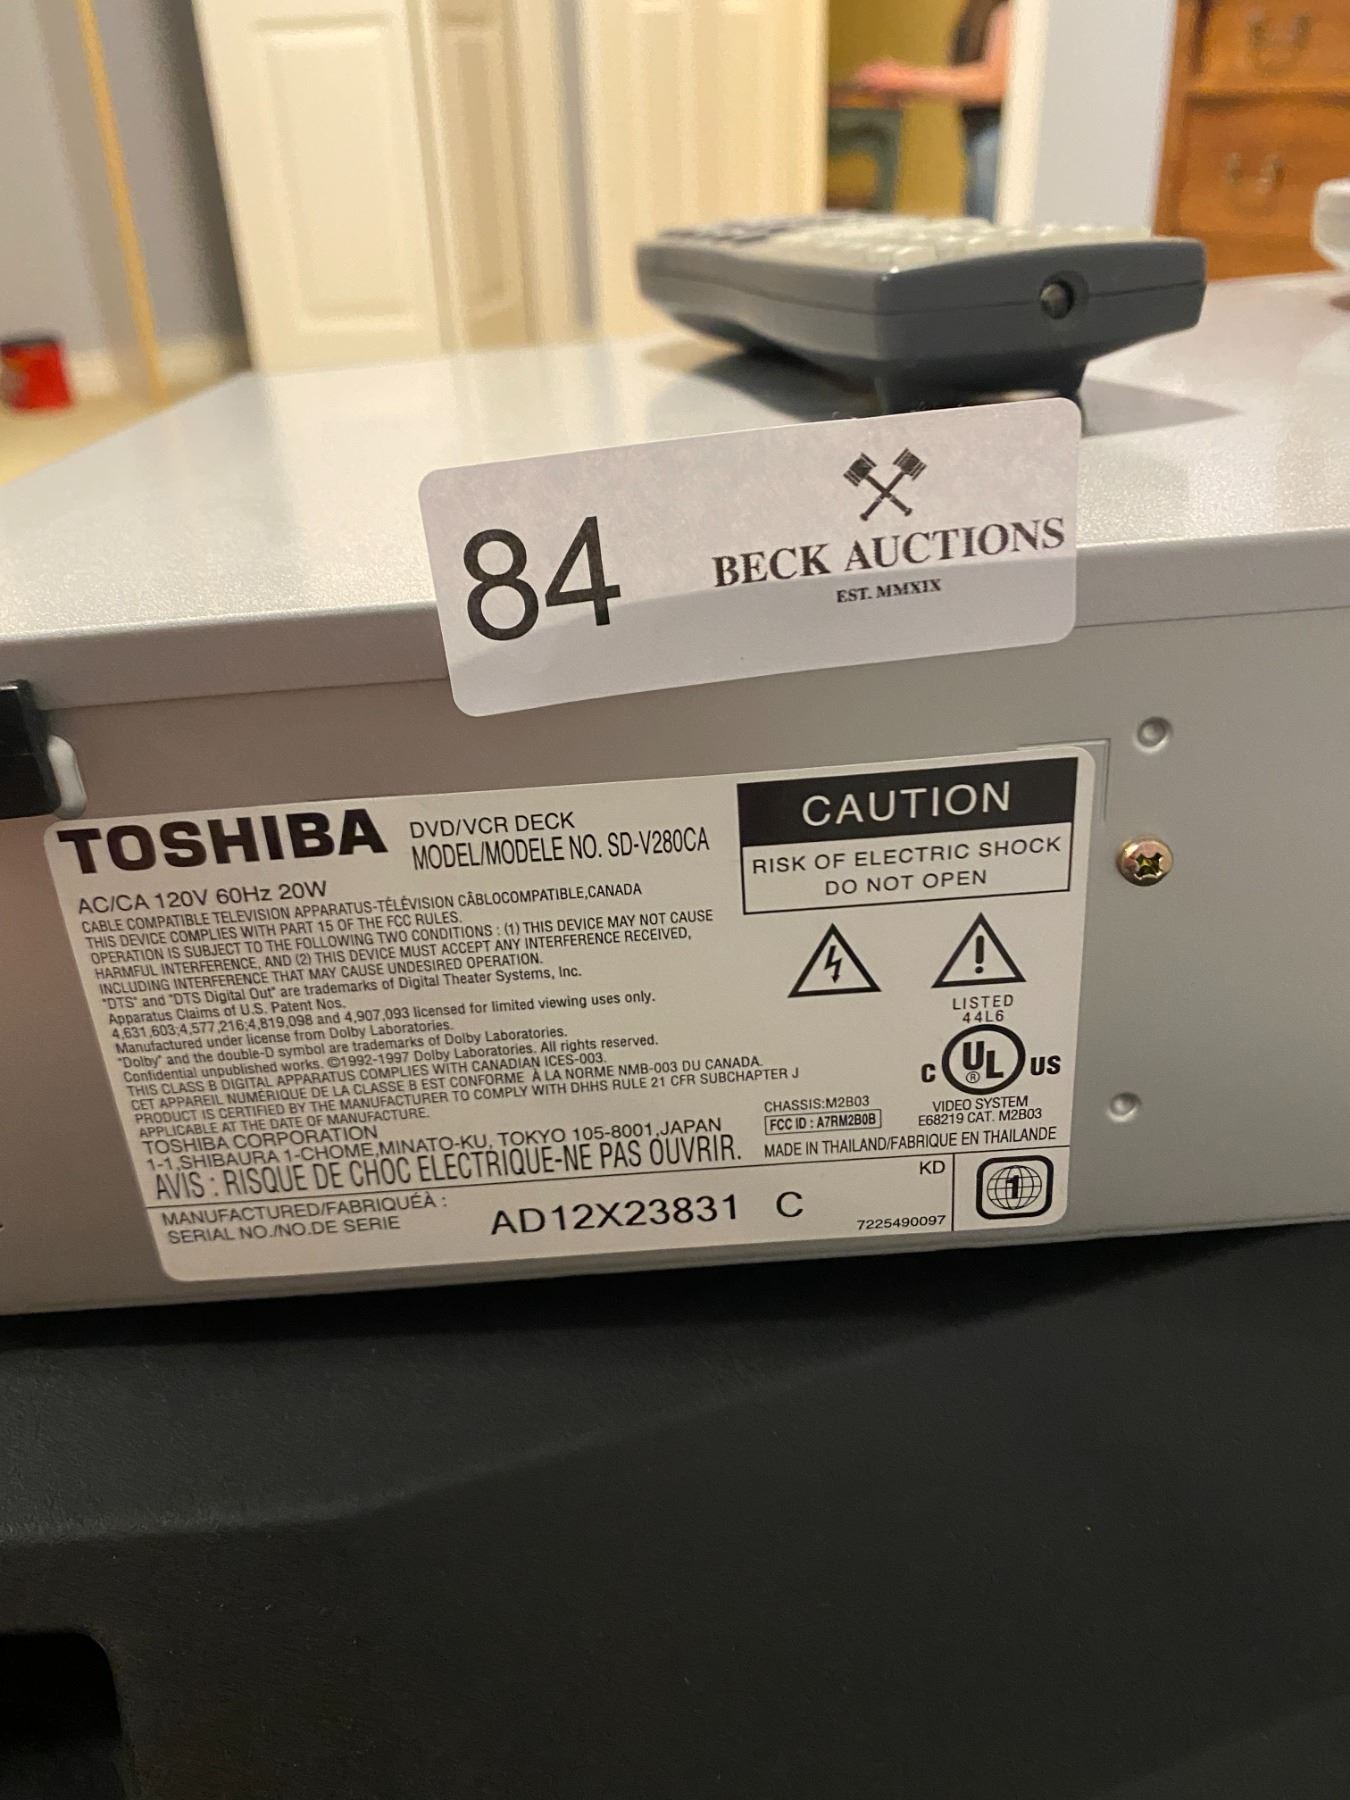 84
BECK AUCTIONS
EST. MMXIX
TOSHIBA
DVD/VCR DECK
MODEL/MODELE NO. SD-V280CA
AC/CA 120V 60Hz 20W
CABLE COMPATIBLE TELEVISION APPARATUS-TÉLÉVISION CÂBLOCOMPATIBLE,CANADA
THIS DEVICE COMPLIES WITH PART 15 OF THE FCC RULES.
OPERATION IS SUBJECT TO THE FOLLOWING TWO CONDITIONS : (1) THIS DEVICE MAY NOT CAUSE
HARMFUL INTERFERENCE, AND (2) THIS DEVICE MUST ACCEPT ANY INTERFERENCE RECEIVED,
INCLUDING INTERFERENCE THAT MAY CAUSE UNDESIRED OPERATION.
"DTS" and "DTS Digital Out" are trademarks of Digital Theater Systems, Inc.
Apparatus Claims of U.S. Patent Nos.
4,631,603;4,577,216;4,819,098 and 4,907,093 licensed for limited viewing uses only.
Manufactured under license from Dolby Laboratories.
"Dolby" and the double-D symbol are trademarks of Dolby Laboratories.
Confidential unpublished works. ©1992-1997 Dolby Laboratories. All rights reserved.
THIS CLASS B DIGITAL APPARATUS COMPLIES WITH CANADIAN ICES-003.
CET APPAREIL NUMÉRIQUE DE LA CLASSE B EST CONFORME À LA NORME NMB-003 DU CANADA.
PRODUCT IS CERTIFIED BY THE MANUFACTURER TO COMPLY WITH DHHS RULE 21 CFR SUBCHAPTER J
APPLICABLE AT THE DATE OF MANUFACTURE.
TOSHIBA CORPORATION
1-1,SHIBAURA 1-CHOME,MINATO-KU, TOKYO 105-8001,JAPAN
AVIS : RISQUE DE CHOC ELECTRIQUE-NE PAS OUVRIR.
CAUTION
RISK OF ELECTRIC SHOCK
DO NOT OPEN
LISTED
44L6
C UL® US
VIDEO SYSTEM
E68219 CAT. M2B03
CHASSIS:M2B03
FCC ID : A7RM2B0B
MADE IN THAILAND/FABRIQUE EN THAILANDE
MANUFACTURED/FABRIQUÉÀ :
SERIAL NO./NO.DE SERIE
AD12X23831 C
KD
7225490097
1